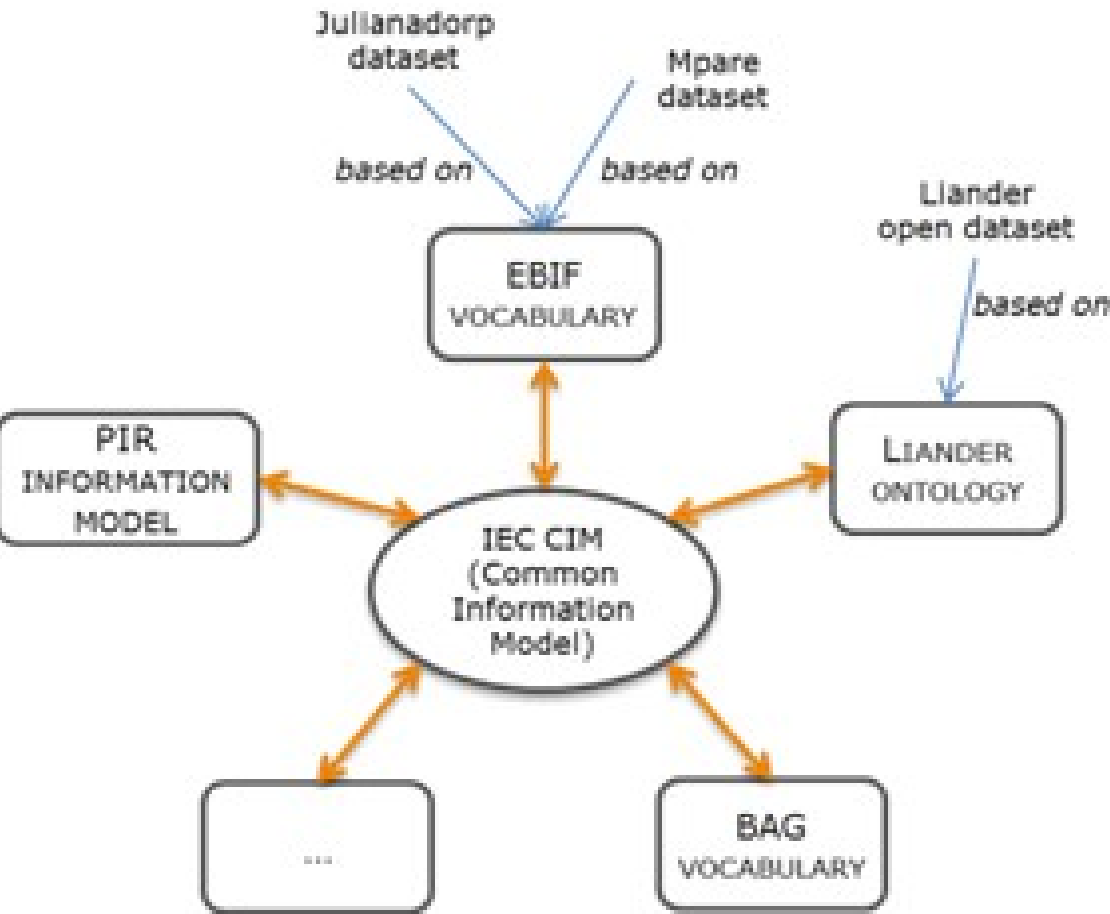 Julianadorp
dataset
Mpare
dataset
based on
based on
Liander
open dataset
based on
EBIF
VOCABULARY
PIR
INFORMATION
MODEL
LIANDER
ONTOLOGY
IEC CIM
(Common
Information
Model)
...
BAG
VOCABULARY